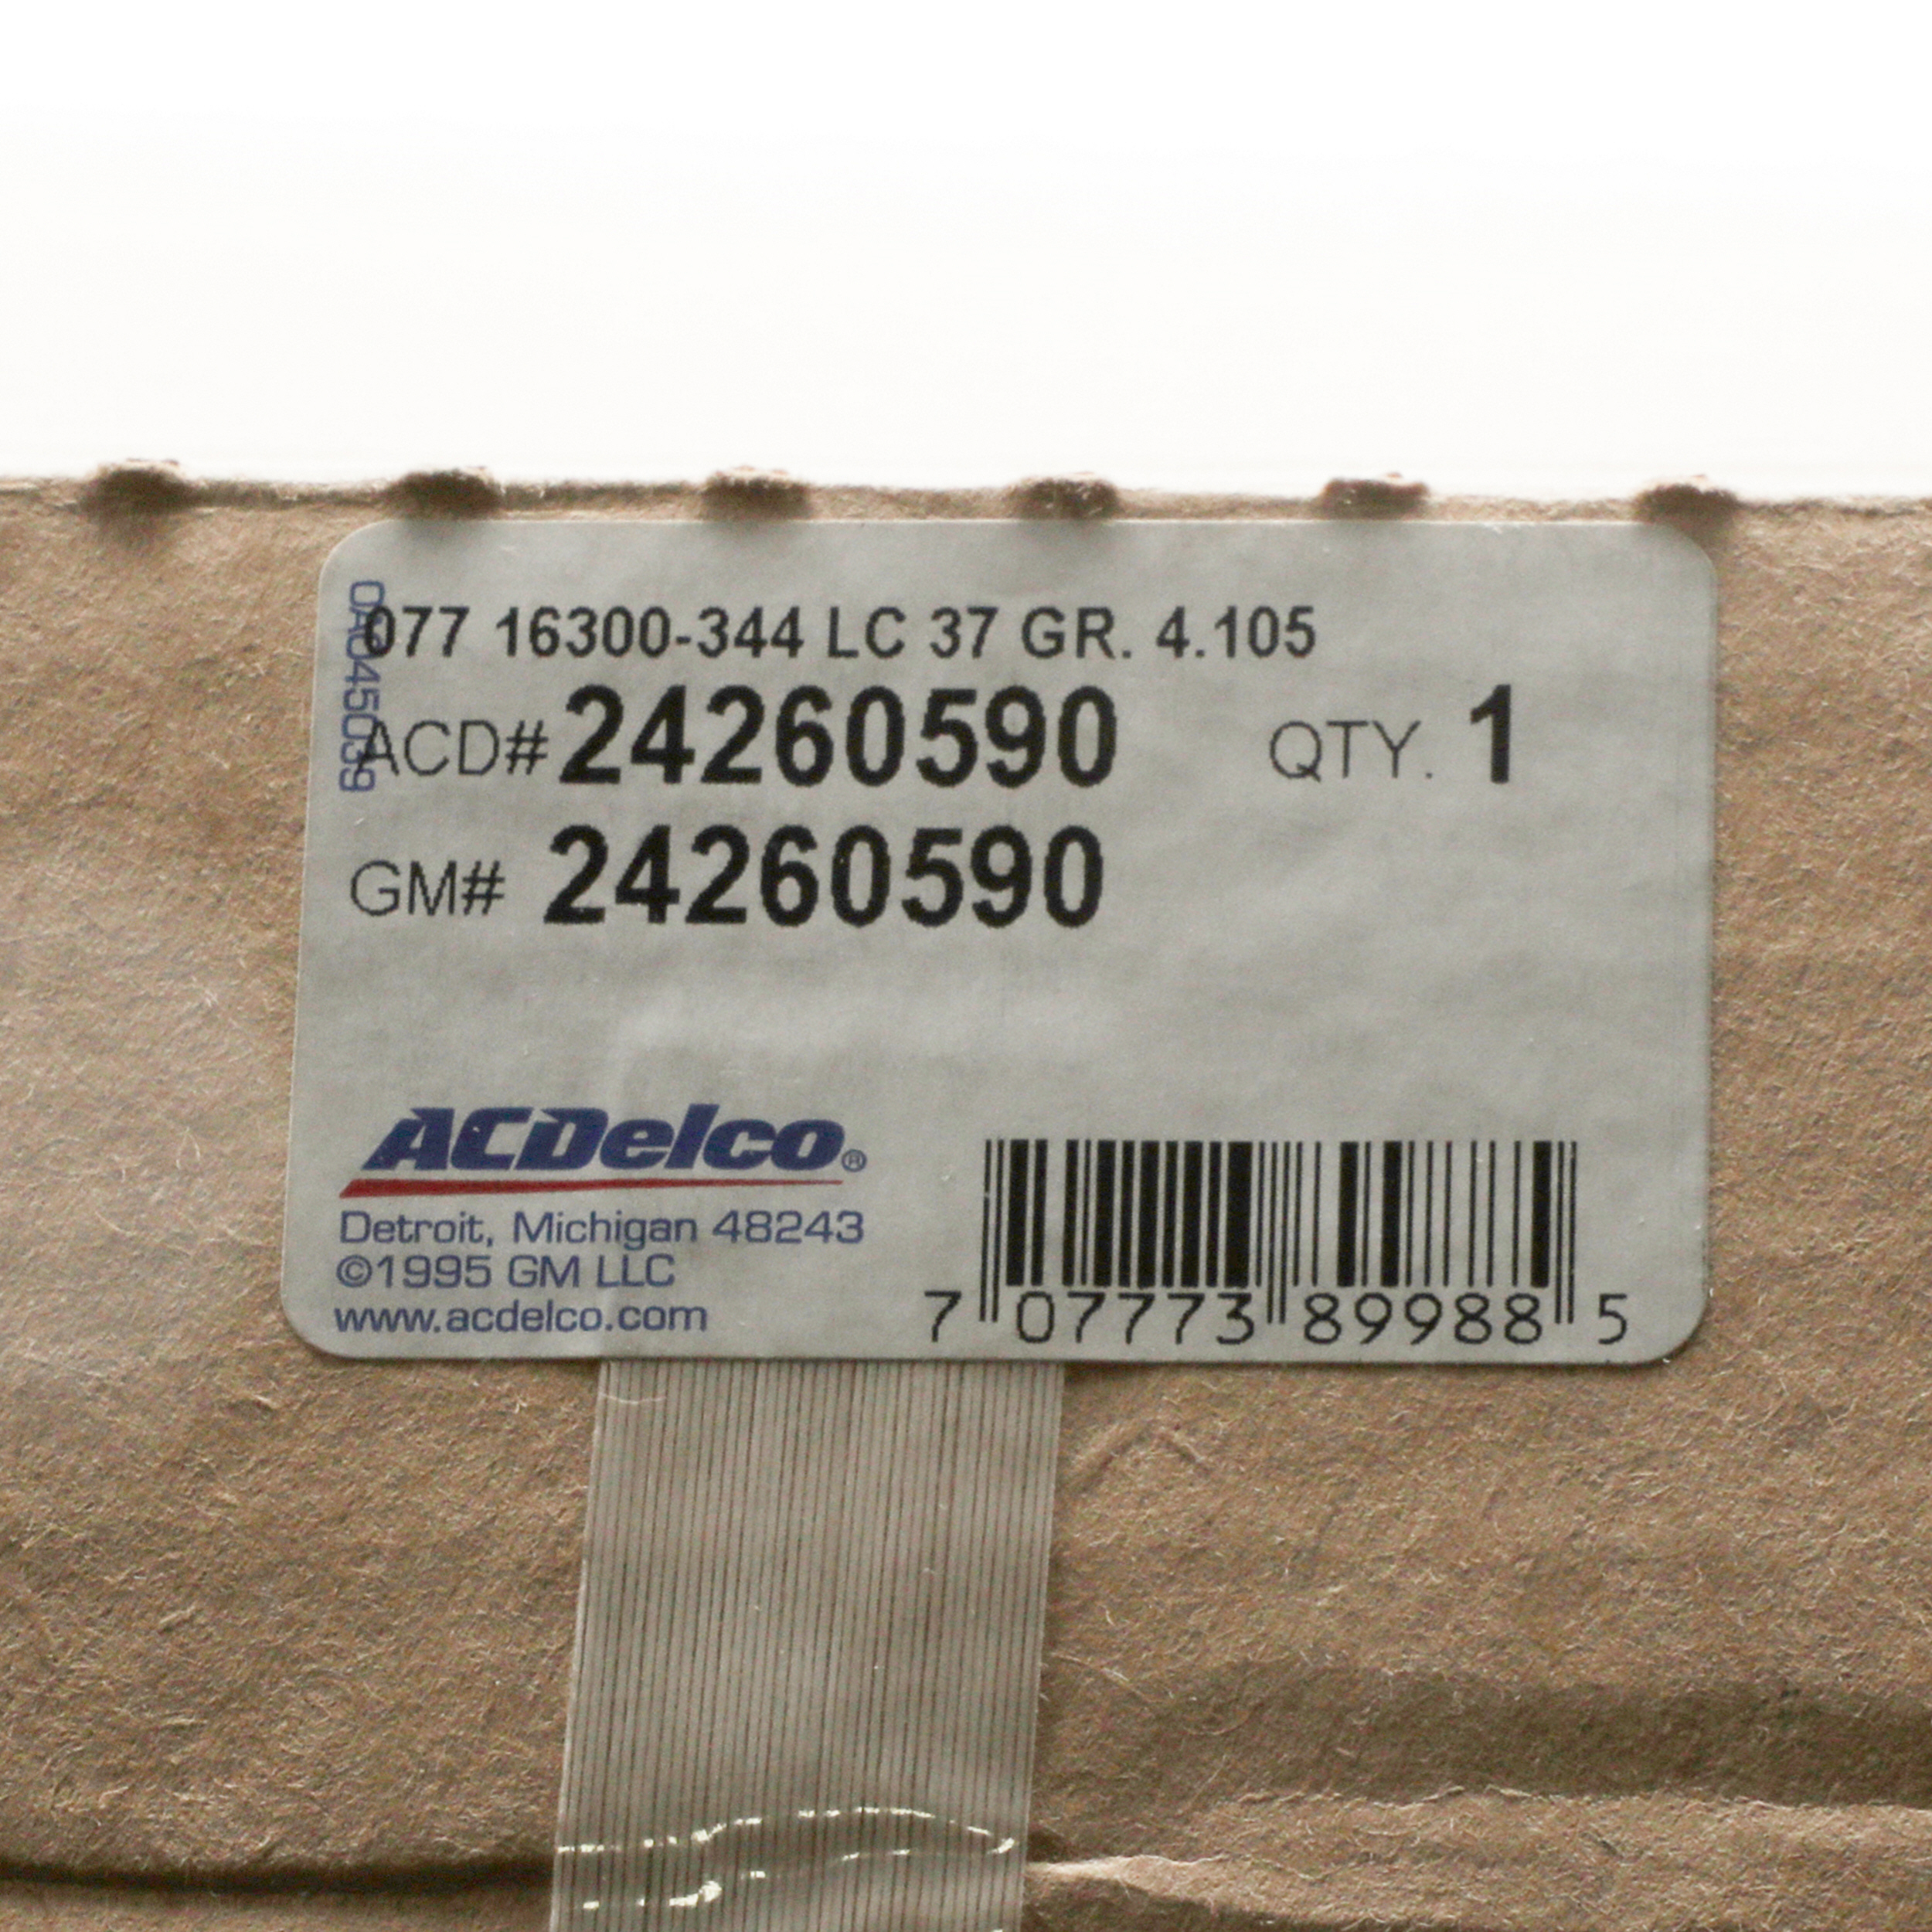 0A045039
077 16300-344 LC 37 GR. 4.105
ACD# 24260590 QTY. 1
GM# 24260590
ACDelco®
Detroit, Michigan 48243
©1995 GM LLC
www.acdelco.com
7 07773 89988 5